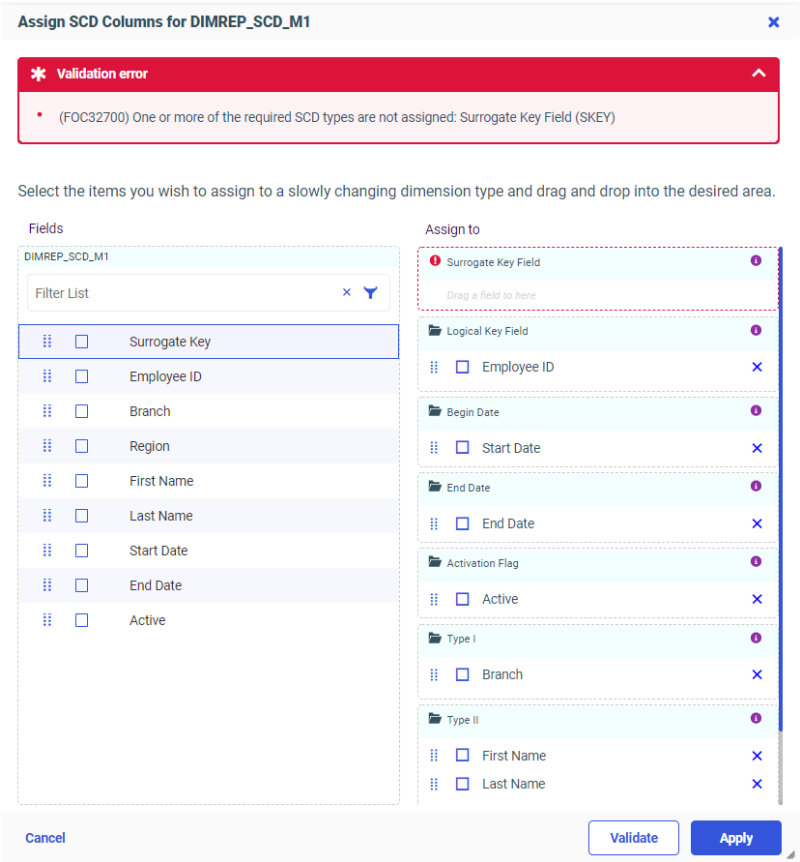 Assign SCD Columns for DIMREP_SCD_M1
Validation error
(FOC32700) One or more of the required SCD types are not assigned: Surrogate Key Field (SKEY)
Select the items you wish to assign to a slowly changing dimension type and drag and drop into the desired area.
Fields
DIMREP_SCD_M1
Filter List
Surrogate Key
Employee ID
Branch
Region
First Name
Last Name
Start Date
End Date
Active
Assign to
Surrogate Key Field
Drag a field to here
Logical Key Field
Employee ID
Begin Date
Start Date
End Date
End Date
Activation Flag
Active
Type I
Branch
Type II
First Name
Last Name
Cancel
Validate
Apply